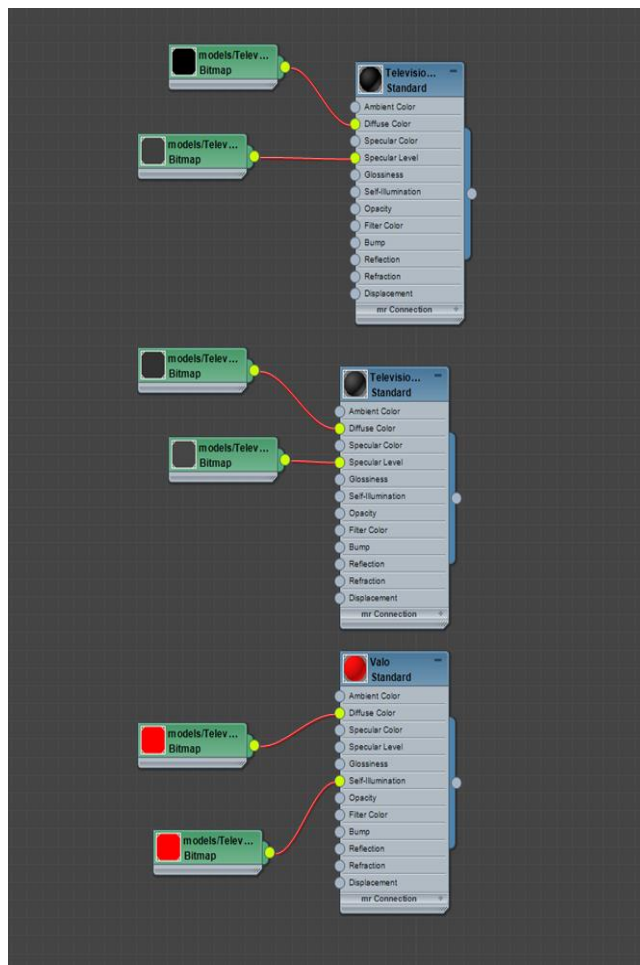 models/Telev...
Bitmap
models/Telev...
Bitmap
Televisio...
Standard
Ambient Color
Diffuse Color
Specular Color
Specular Level
Glossiness
Self-Illumination
Opacity
Filter Color
Bump
Reflection
Refraction
Displacement
mr Connection
models/Telev...
Bitmap
models/Telev...
Bitmap
Televisio...
Standard
Ambient Color
Diffuse Color
Specular Color
Specular Level
Glossiness
Self-Illumination
Opacity
Filter Color
Bump
Reflection
Refraction
Displacement
mr Connection
models/Telev...
Bitmap
models/Telev...
Bitmap
Valo
Standard
Ambient Color
Diffuse Color
Specular Color
Specular Level
Glossiness
Self-Illumination
Opacity
Filter Color
Bump
Reflection
Refraction
Displacement
mr Connection